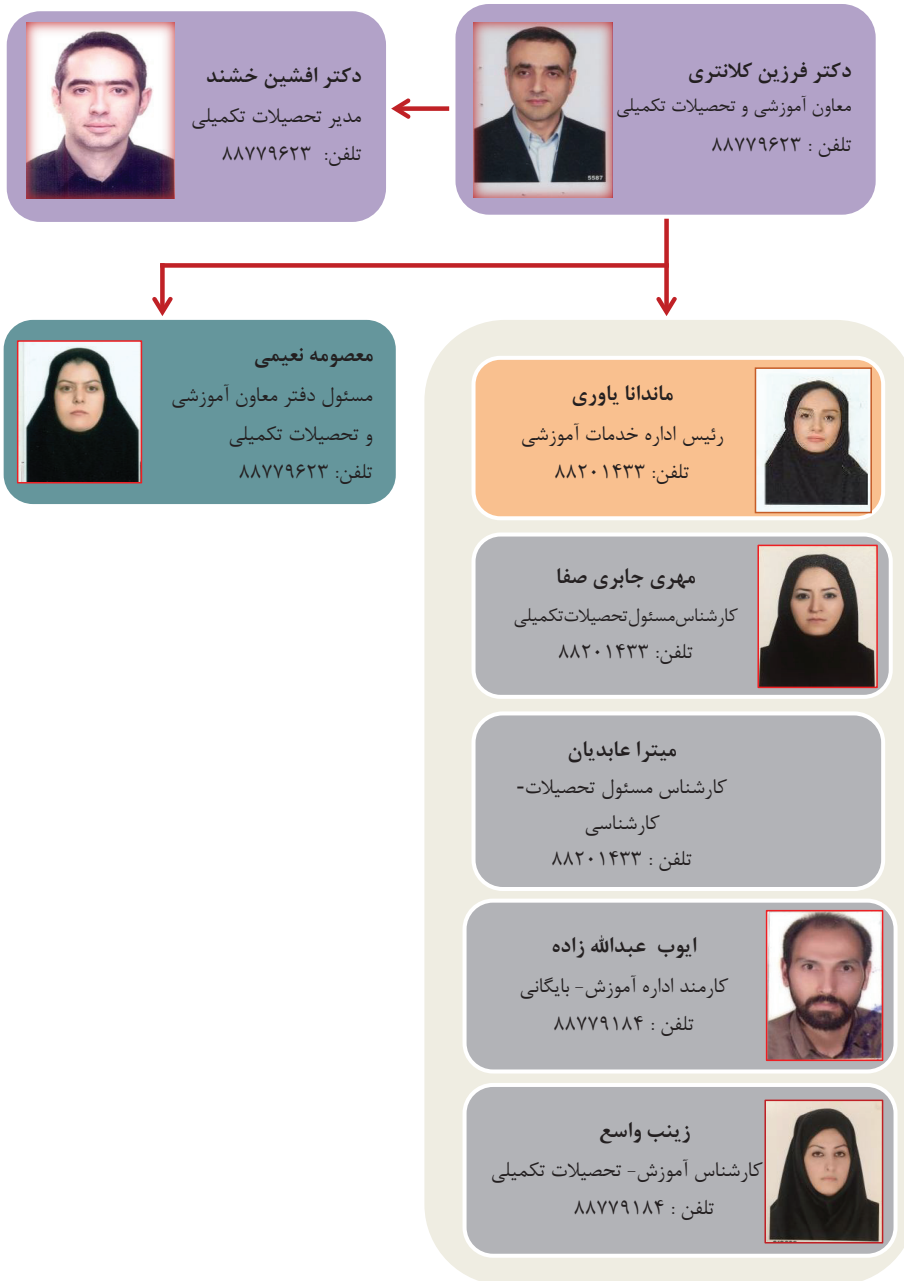 دکتر فرزین کلانتری
معاون آموزشی و تحصیلات تکمیلی
تلفن : ۸۸۷۷۹۶۲۳
5587
دکتر افشین خشند
مدیر تحصیلات تکمیلی
تلفن: ۸۸۷۷۹۶۲۳
ماندانا یاوری
رئیس اداره خدمات آموزشی
تلفن: ۸۸۲۰۱۴۳۳
مهری جابری صفا
کارشناس‌مسئول‌تحصیلات‌تکمیلی
تلفن: ۸۸۲۰۱۴۳۳
میترا عابدیان
کارشناس مسئول تحصیلات-
کارشناسی
تلفن : ۸۸۲۰۱۴۳۳
ایوب عبدالله زاده
کارمند اداره آموزش- بایگانی
تلفن : ۸۸۷۷۹۱۸۴
زینب واسع
کارشناس آموزش- تحصیلات تکمیلی
تلفن : ۸۸۷۷۹۱۸۴
معصومه نعیمی
مسئول دفتر معاون آموزشی
و تحصیلات تکمیلی
تلفن: ۸۸۷۷۹۶۲۳